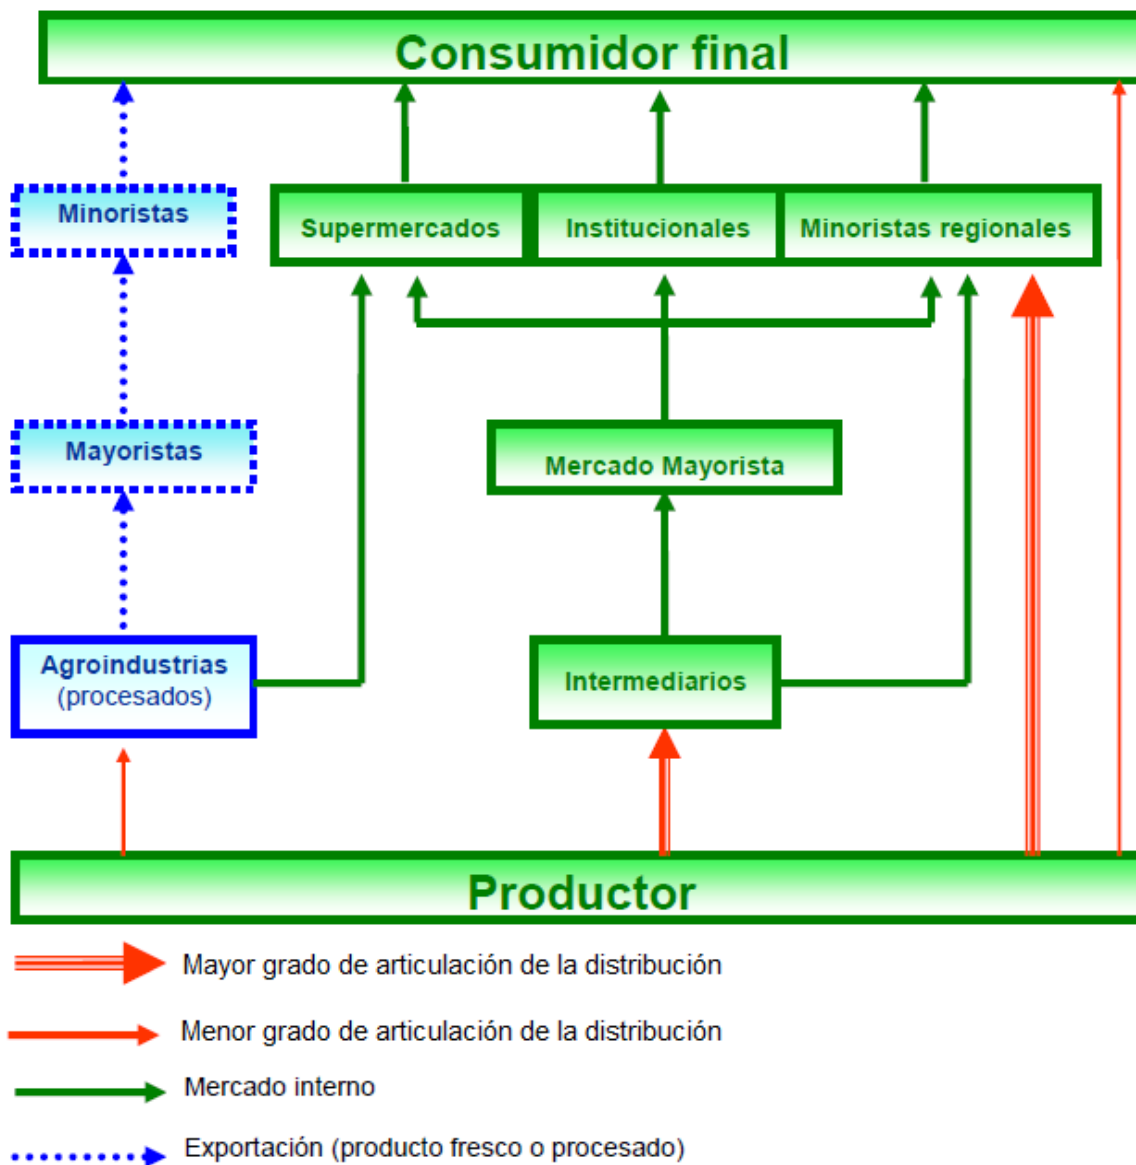 Consumidor final
Minoristas
Supermercados
Institucionales
Minoristas regionales
Mayoristas
Mercado Mayorista
Agroindustrias
(procesados)
Intermediarios
Productor
Mayor grado de articulación de la distribución
Menor grado de articulación de la distribución
Mercado interno
Exportación (producto fresco o procesado)